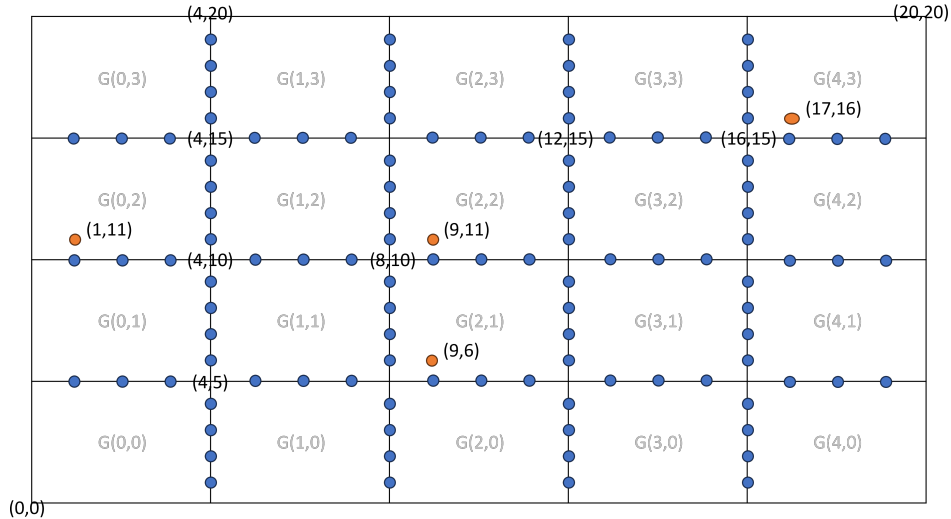 (4,20)
(20,20)
G(0,3)
G(1,3)
G(2,3)
G(3,3)
G(4,3)
(17,16)
(4,15)
(12,15)
(16,15)
G(0,2)
G(1,2)
G(2,2)
G(3,2)
G(4,2)
(1,11)
(9,11)
(4,10)
(8,10)
G(0,1)
G(1,1)
G(2,1)
G(3,1)
G(4,1)
(9,6)
(4,5)
G(0,0)
G(1,0)
G(2,0)
G(3,0)
G(4,0)
(0,0)